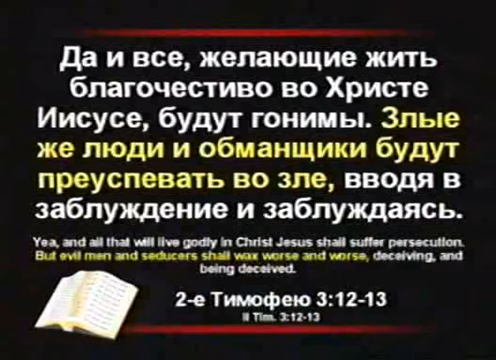 Да и все, желающие жить
благочестиво во Христе
Иисусе, будут гонимы. Злые
же люди и обманщики будут
преуспевать во зле, вводя в
заблуждение и заблуждаясь.
Yea, and all that will live godly in Christ Jesus shall suffer persecution.
But evil men and seducers shall wax worse and worse, deceiving, and
being deceived.
2-е Тимофею 3:12-13
II Tim. 3:12-13